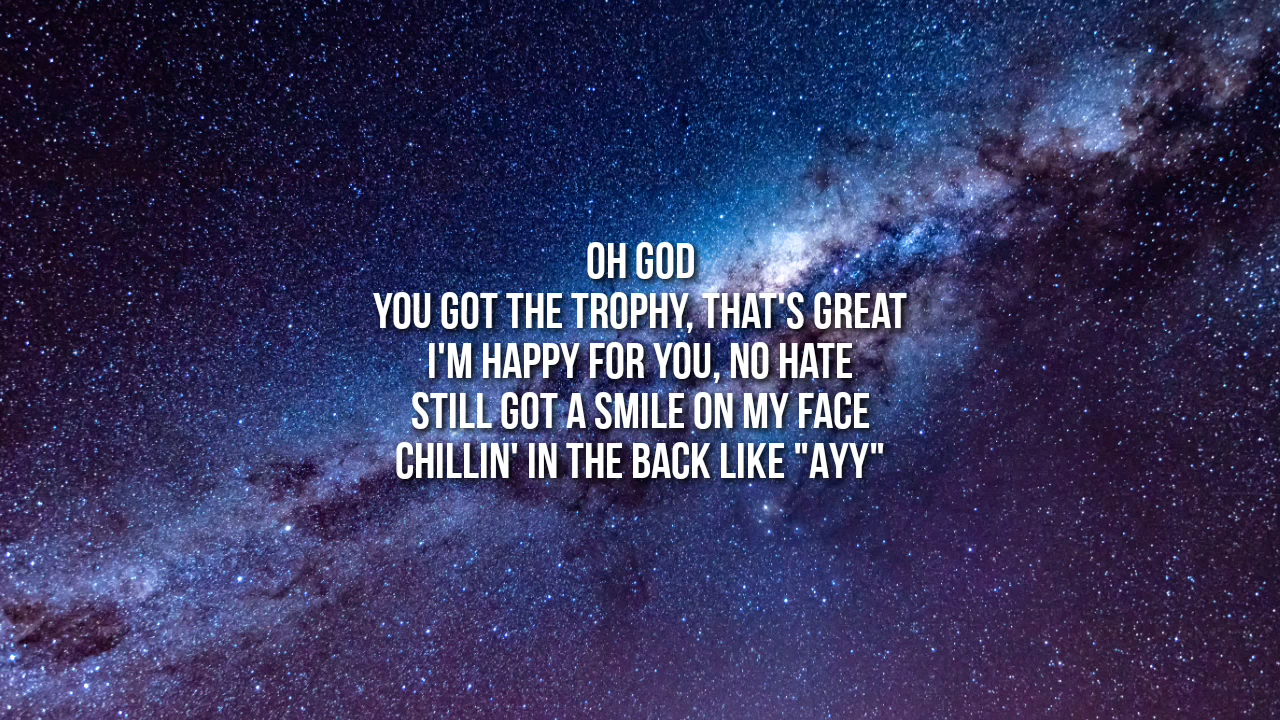 OH GOD
YOU GOT THE TROPHY, THAT'S GREAT
I'M HAPPY FOR YOU, NO HATE
STILL GOT A SMILE ON MY FACE
CHILLIN' IN THE BACK LIKE "AYY"